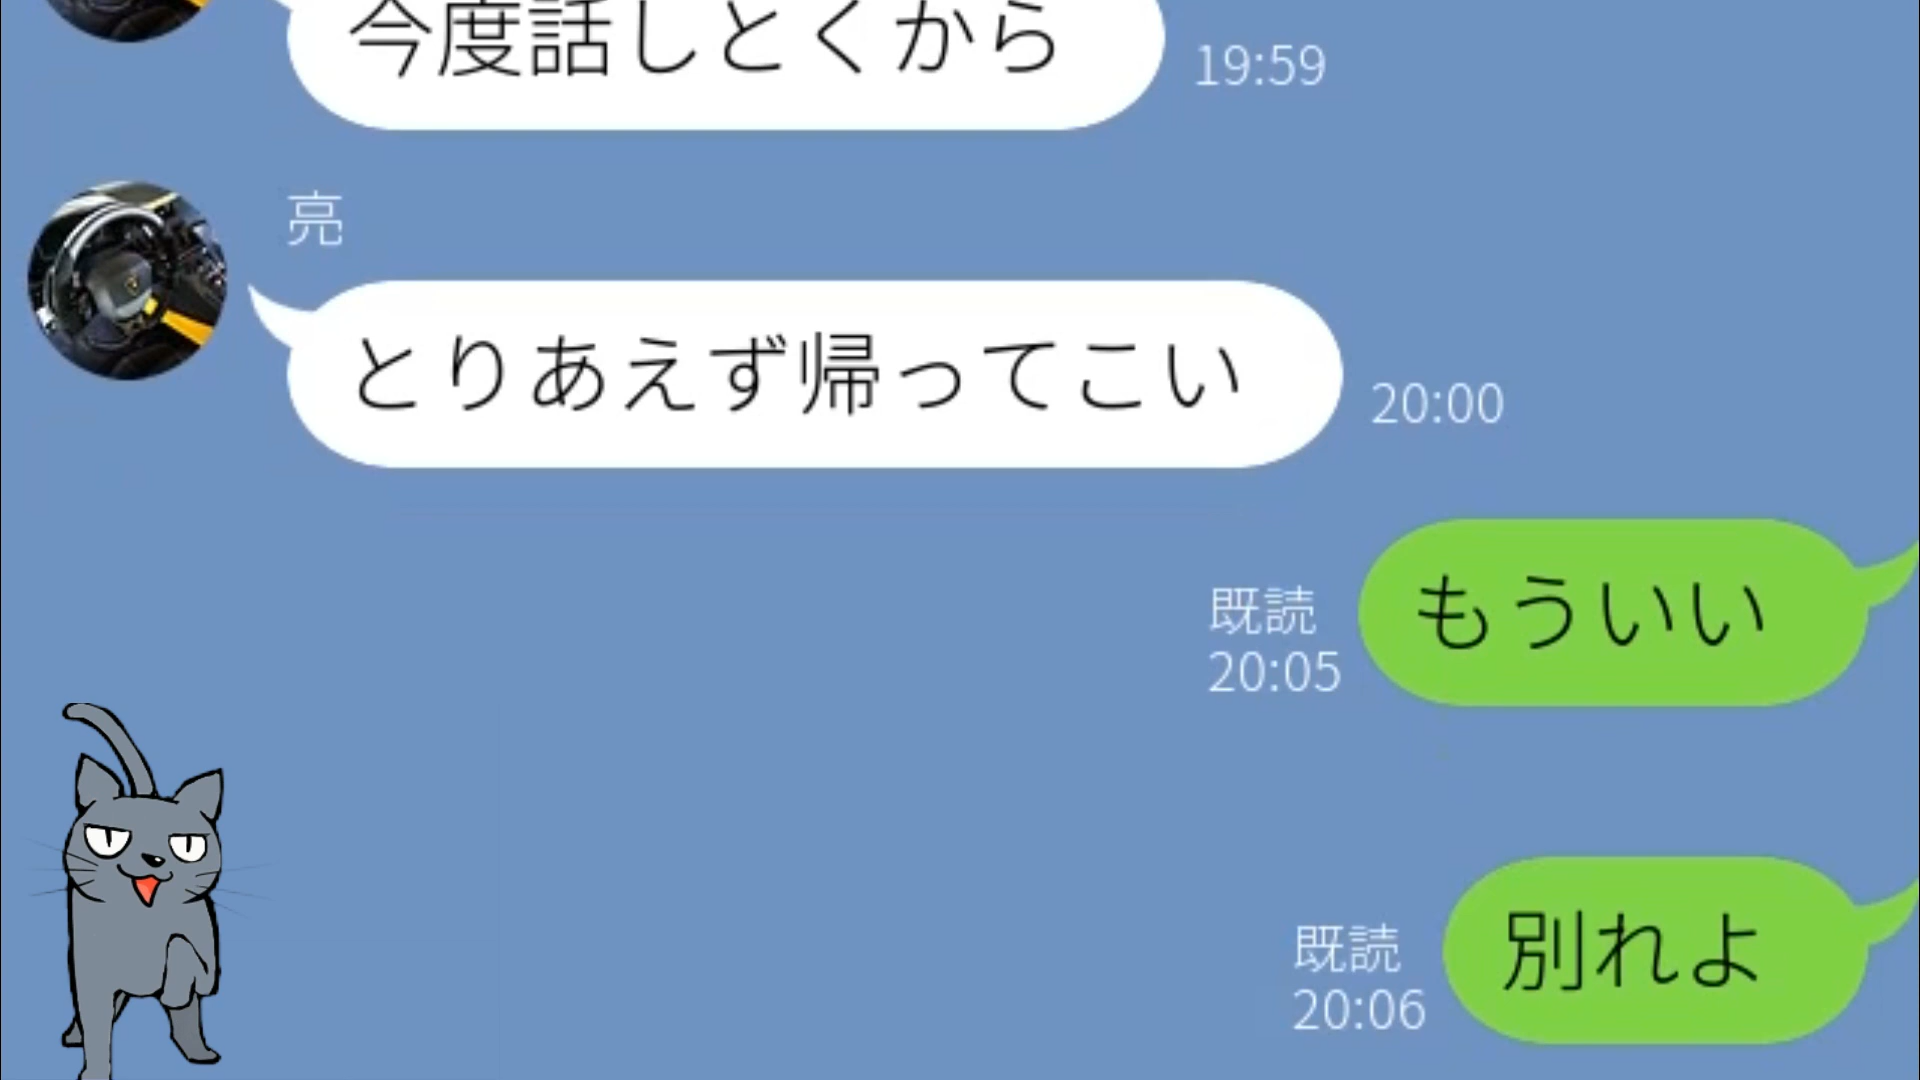 今度話しとくから
19:59
亮
とりあえず帰ってこい
20:00
もういい
既読
20:05
別れよ
既読
20:06